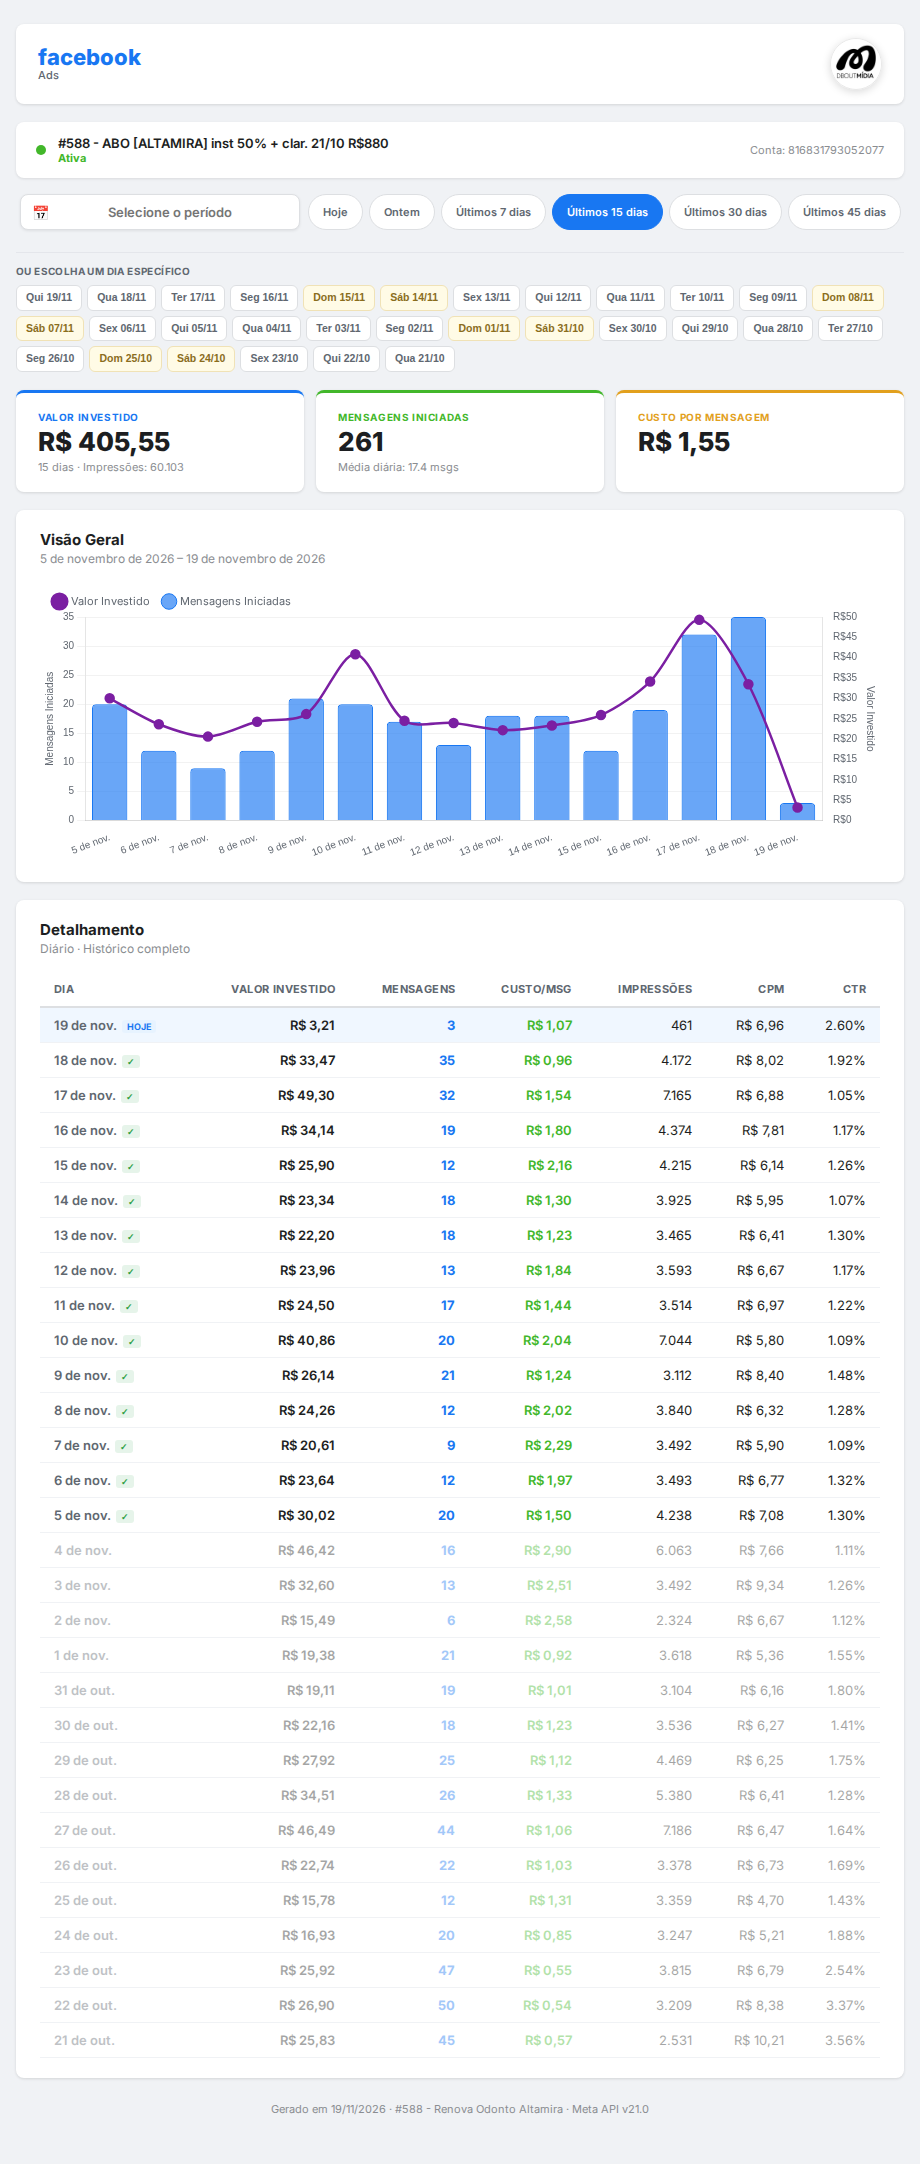 facebook
Ads
DBOUTMÍDIA
#588 - ABO [ALTAMIRA] inst 50% + clar. 21/10 R$880
Ativa
Conta: 816831793052077
Selecione o período
Hoje
Ontem
Últimos 7 dias
Últimos 15 dias
Últimos 30 dias
Últimos 45 dias
OU ESCOLHA UM DIA ESPECÍFICO
Qui 19/11 Qua 18/11 Ter 17/11 Seg 16/11 Dom 15/11 Sáb 14/11 Sex 13/11 Qui 12/11 Qua 11/11 Ter 10/11 Seg 09/11 Dom 08/11
Sáb 07/11 Sex 06/11 Qui 05/11 Qua 04/11 Ter 03/11 Seg 02/11 Dom 01/11 Sáb 31/10 Sex 30/10 Qui 29/10 Qua 28/10 Ter 27/10
Seg 26/10 Dom 25/10 Sáb 24/10 Sex 23/10 Qui 22/10 Qua 21/10
VALOR INVESTIDO
R$ 405,55
15 dias · Impressões: 60.103
MENSAGENS INICIADAS
261
Média diária: 17.4 msgs
CUSTO POR MENSAGEM
R$ 1,55
Visão Geral
5 de novembro de 2026 – 19 de novembro de 2026
Valor Investido
Mensagens Iniciadas
Mensagens Iniciadas
35
30
25
20
15
10
5
0
R$50
R$45
R$40
R$35
R$30
R$25
R$20
R$15
R$10
R$5
R$0
Valor Investido
5 de nov. 6 de nov. 7 de nov. 8 de nov. 9 de nov. 10 de nov. 11 de nov. 12 de nov. 13 de nov. 14 de nov. 15 de nov. 16 de nov. 17 de nov. 18 de nov. 19 de nov.
Detalhamento
Diário · Histórico completo
DIA VALOR INVESTIDO MENSAGENS CUSTO/MSG IMPRESSÕES CPM CTR
19 de nov. HOJE R$ 3,21 3 R$ 1,07 461 R$ 6,96 2.60%
18 de nov. ✓ R$ 33,47 35 R$ 0,96 4.172 R$ 8,02 1.92%
17 de nov. ✓ R$ 49,30 32 R$ 1,54 7.165 R$ 6,88 1.05%
16 de nov. ✓ R$ 34,14 19 R$ 1,80 4.374 R$ 7,81 1.17%
15 de nov. ✓ R$ 25,90 12 R$ 2,16 4.215 R$ 6,14 1.26%
14 de nov. ✓ R$ 23,34 18 R$ 1,30 3.925 R$ 5,95 1.07%
13 de nov. ✓ R$ 22,20 18 R$ 1,23 3.465 R$ 6,41 1.30%
12 de nov. ✓ R$ 23,96 13 R$ 1,84 3.593 R$ 6,67 1.17%
11 de nov. ✓ R$ 24,50 17 R$ 1,44 3.514 R$ 6,97 1.22%
10 de nov. ✓ R$ 40,86 20 R$ 2,04 7.044 R$ 5,80 1.09%
9 de nov. ✓ R$ 26,14 21 R$ 1,24 3.112 R$ 8,40 1.48%
8 de nov. ✓ R$ 24,26 12 R$ 2,02 3.840 R$ 6,32 1.28%
7 de nov. ✓ R$ 20,61 9 R$ 2,29 3.492 R$ 5,90 1.09%
6 de nov. ✓ R$ 23,64 12 R$ 1,97 3.493 R$ 6,77 1.32%
5 de nov. ✓ R$ 30,02 20 R$ 1,50 4.238 R$ 7,08 1.30%
4 de nov. R$ 46,42 16 R$ 2,90 6.063 R$ 7,66 1.11%
3 de nov. R$ 32,60 13 R$ 2,51 3.492 R$ 9,34 1.26%
2 de nov. R$ 15,49 6 R$ 2,58 2.324 R$ 6,67 1.12%
1 de nov. R$ 19,38 21 R$ 0,92 3.618 R$ 5,36 1.55%
31 de out. R$ 19,11 19 R$ 1,01 3.104 R$ 6,16 1.80%
30 de out. R$ 22,16 18 R$ 1,23 3.536 R$ 6,27 1.41%
29 de out. R$ 27,92 25 R$ 1,12 4.469 R$ 6,25 1.75%
28 de out. R$ 34,51 26 R$ 1,33 5.380 R$ 6,41 1.28%
27 de out. R$ 46,49 44 R$ 1,06 7.186 R$ 6,47 1.64%
26 de out. R$ 22,74 22 R$ 1,03 3.378 R$ 6,73 1.69%
25 de out. R$ 15,78 12 R$ 1,31 3.359 R$ 4,70 1.43%
24 de out. R$ 16,93 20 R$ 0,85 3.247 R$ 5,21 1.88%
23 de out. R$ 25,92 47 R$ 0,55 3.815 R$ 6,79 2.54%
22 de out. R$ 26,90 50 R$ 0,54 3.209 R$ 8,38 3.37%
21 de out. R$ 25,83 45 R$ 0,57 2.531 R$ 10,21 3.56%
Gerado em 19/11/2026 · #588 - Renova Odonto Altamira · Meta API v21.0